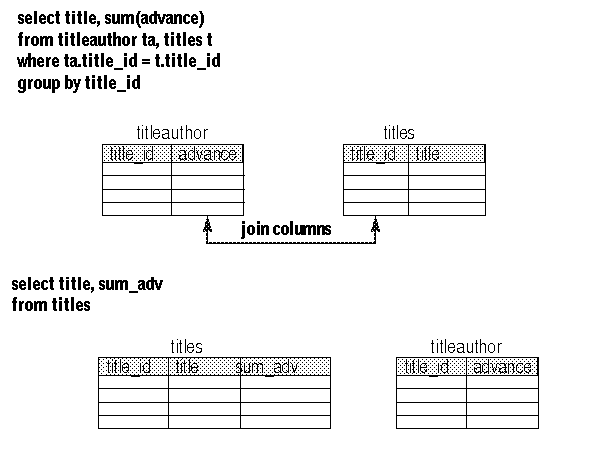 select title, sum(advance)
from titleauthor ta, titles t
where ta.title_id = t.title_id
group by title_id
titleauthor titles
title_id advance title_id title
join columns
select title, sum_adv
from titles
titles titleauthor
title_id title sum_adv title_id advance